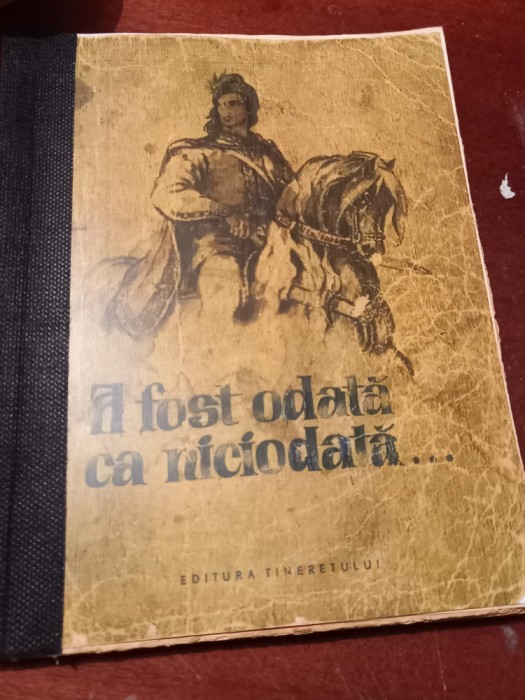 A fost odată
ca niciodată...
EDITURA TINERETULUI